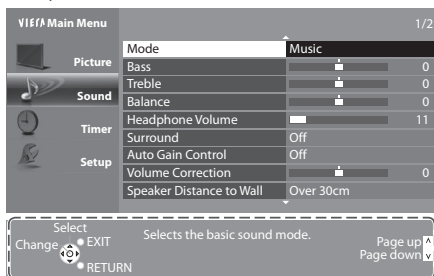 VIERA Main Menu 1/2
Picture
Sound
Timer
Setup
Mode Music
Bass 0
Treble 0
Balance 0
Headphone Volume 11
Surround Off
Auto Gain Control Off
Volume Correction 0
Speaker Distance to Wall Over 30cm
Select
Change
EXIT
RETURN
Selects the basic sound mode.
Page up
Page down